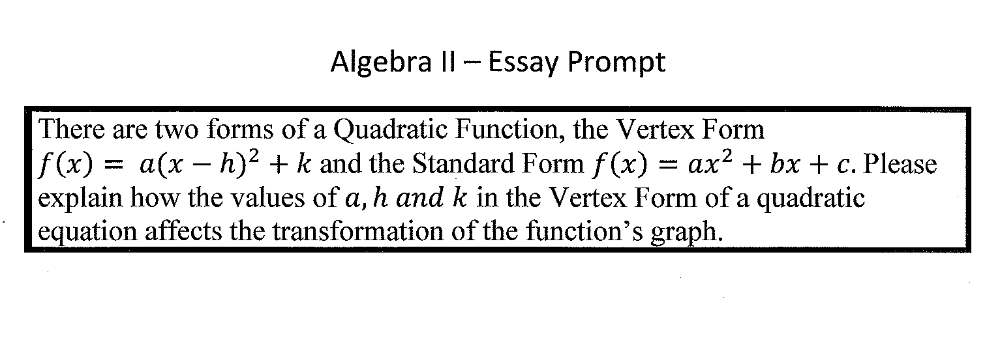 Algebra II – Essay Prompt
There are two forms of a Quadratic Function, the Vertex Form
f(x) = a(x − h)² + k and the Standard Form f(x) = ax² + bx + c. Please
explain how the values of a, h and k in the Vertex Form of a quadratic
equation affects the transformation of the function’s graph.